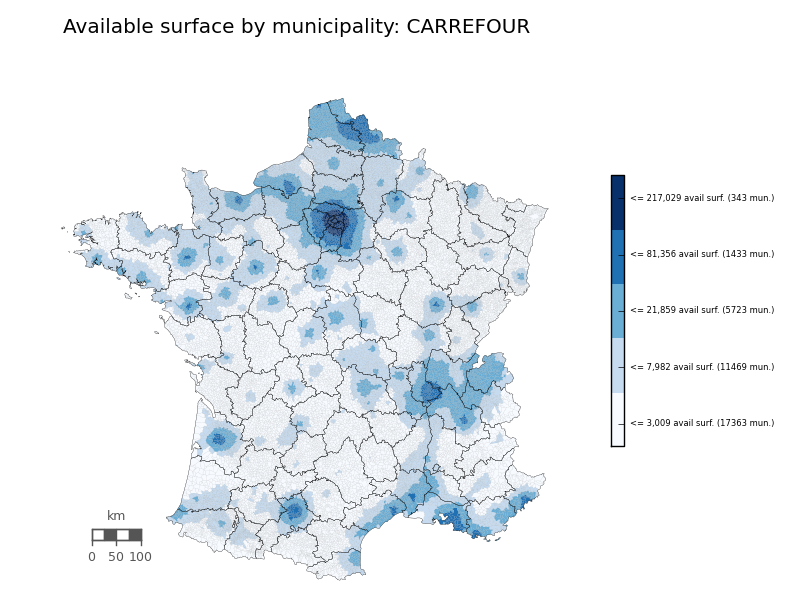 Available surface by municipality: CARREFOUR
<= 217,029 avail surf. (343 mun.)
<= 81,356 avail surf. (1433 mun.)
<= 21,859 avail surf. (5723 mun.)
<= 7,982 avail surf. (11469 mun.)
<= 3,009 avail surf. (17363 mun.)
km
0 50 100